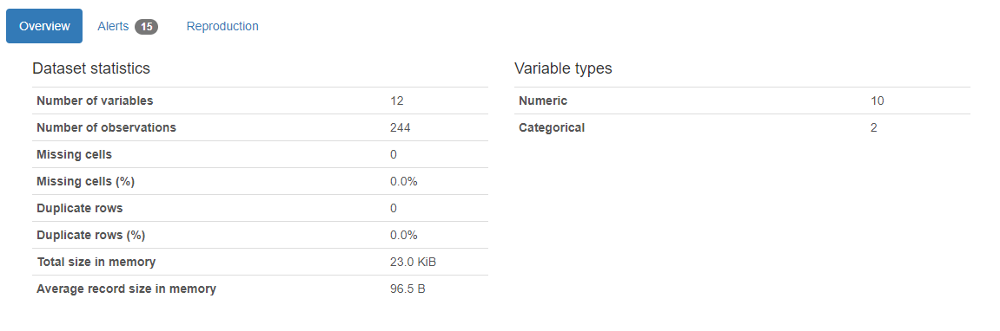 Overview Alerts 15 Reproduction
Dataset statistics
Number of variables 12
Number of observations 244
Missing cells 0
Missing cells (%) 0.0%
Duplicate rows 0
Duplicate rows (%) 0.0%
Total size in memory 23.0 KiB
Average record size in memory 96.5 B
Variable types
Numeric 10
Categorical 2